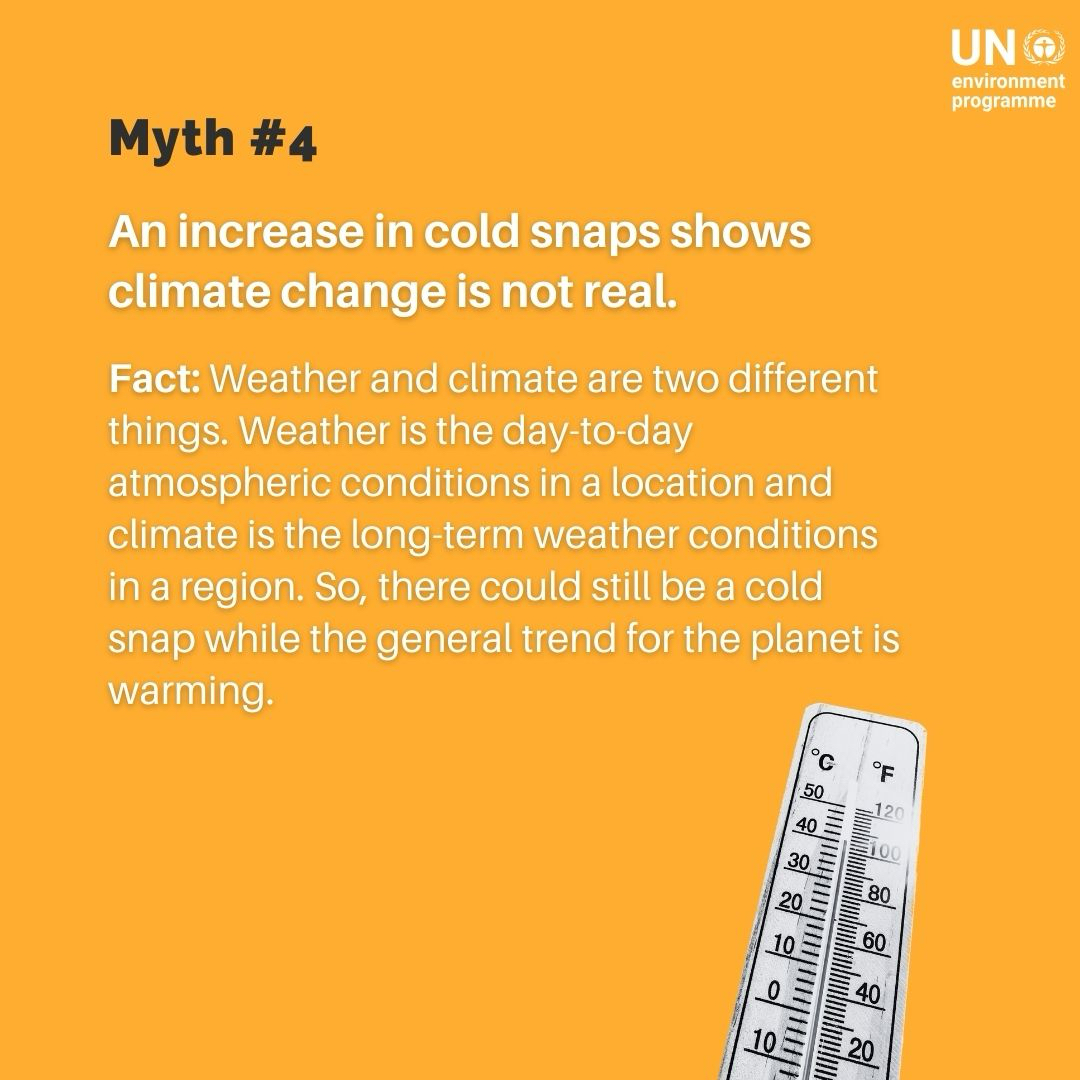 UN
environment
programme
Myth #4
An increase in cold snaps shows
climate change is not real.
Fact: Weather and climate are two different
things. Weather is the day-to-day
atmospheric conditions in a location and
climate is the long-term weather conditions
in a region. So, there could still be a cold
snap while the general trend for the planet is
warming.
°C °F
50 120
40 100
30 80
20 60
10 40
0 20
10